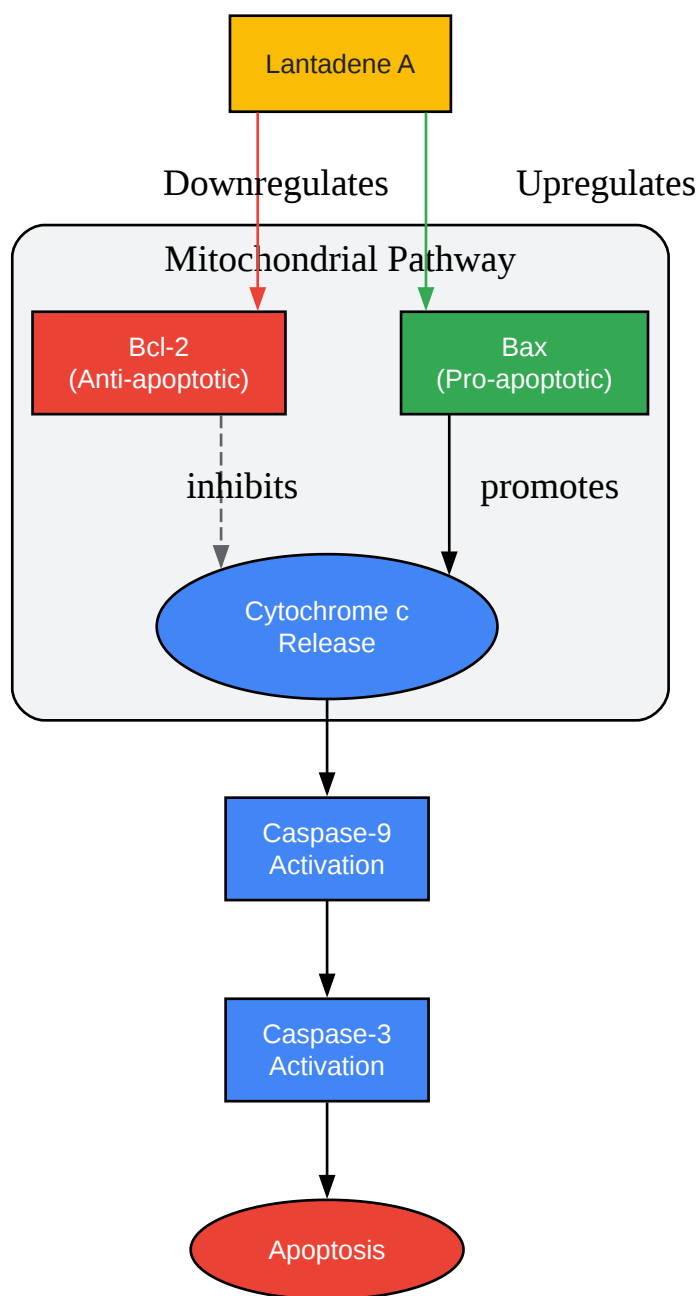 Lantadene A
Downregulates
Upregulates
Mitochondrial Pathway
Bcl-2
(Anti-apoptotic)
Bax
(Pro-apoptotic)
inhibits
promotes
Cytochrome c
Release
Caspase-9
Activation
Caspase-3
Activation
Apoptosis